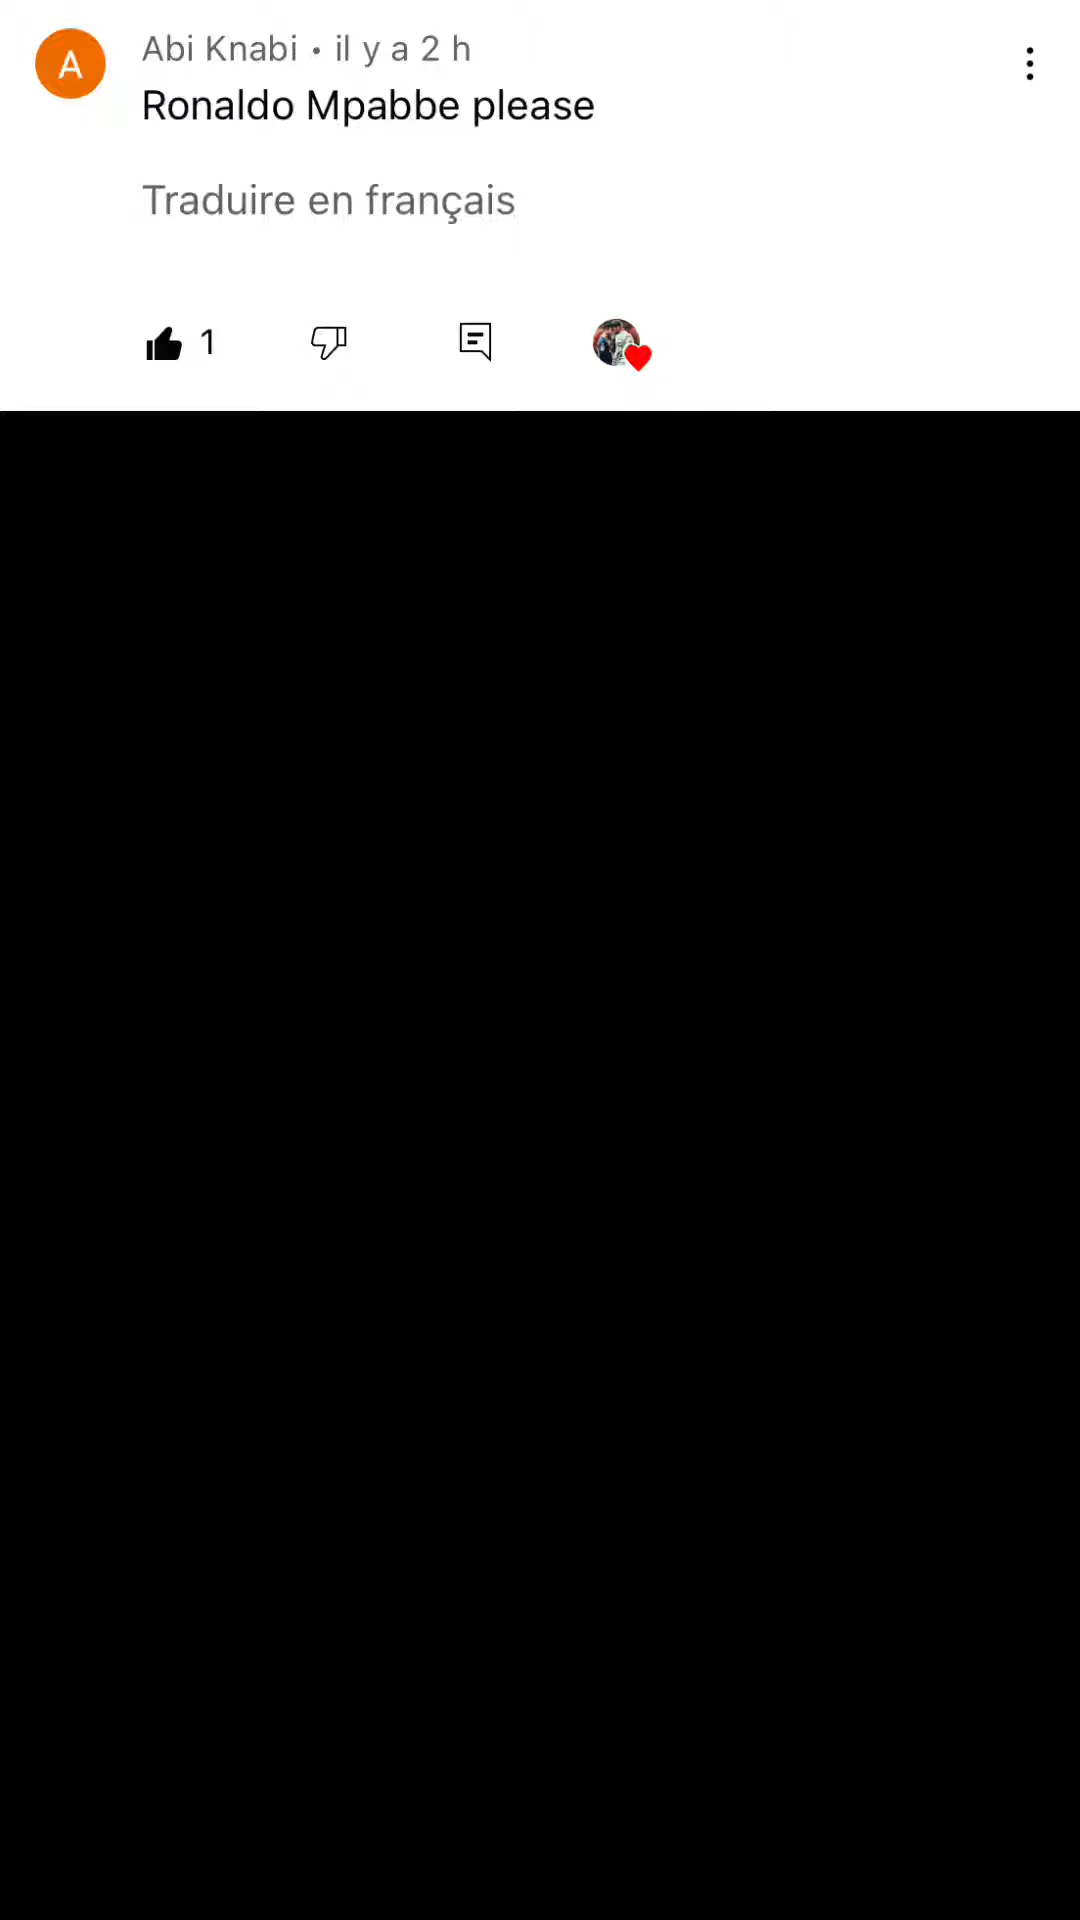 A
Abi Knabi • il y a 2 h
Ronaldo Mpabbe please
Traduire en français
1